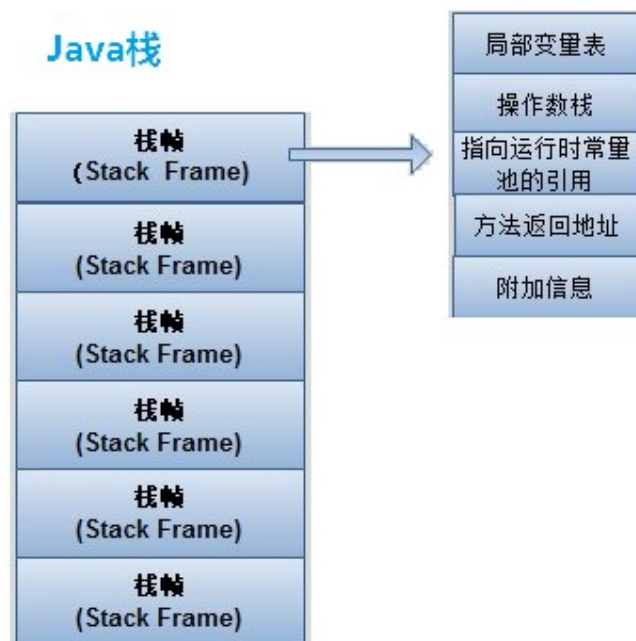 Java栈
栈帧
(Stack Frame)
栈帧
(Stack Frame)
栈帧
(Stack Frame)
栈帧
(Stack Frame)
栈帧
(Stack Frame)
栈帧
(Stack Frame)
局部变量表
操作数栈
指向运行时常量
池的引用
方法返回地址
附加信息